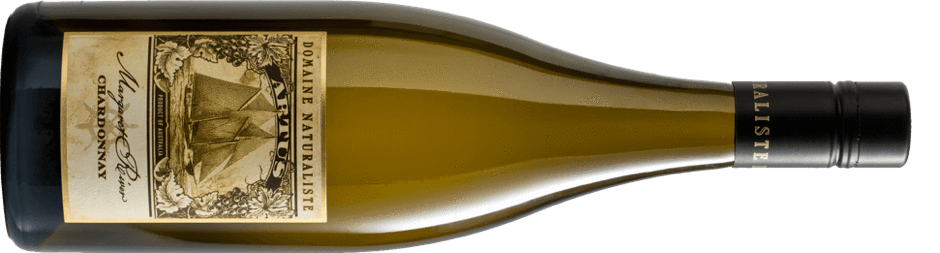 DOMAINE NATURALISTE
ARTUS
PRODUCT OF AUSTRALIA
Margaret River
CHARDONNAY
RALISTE